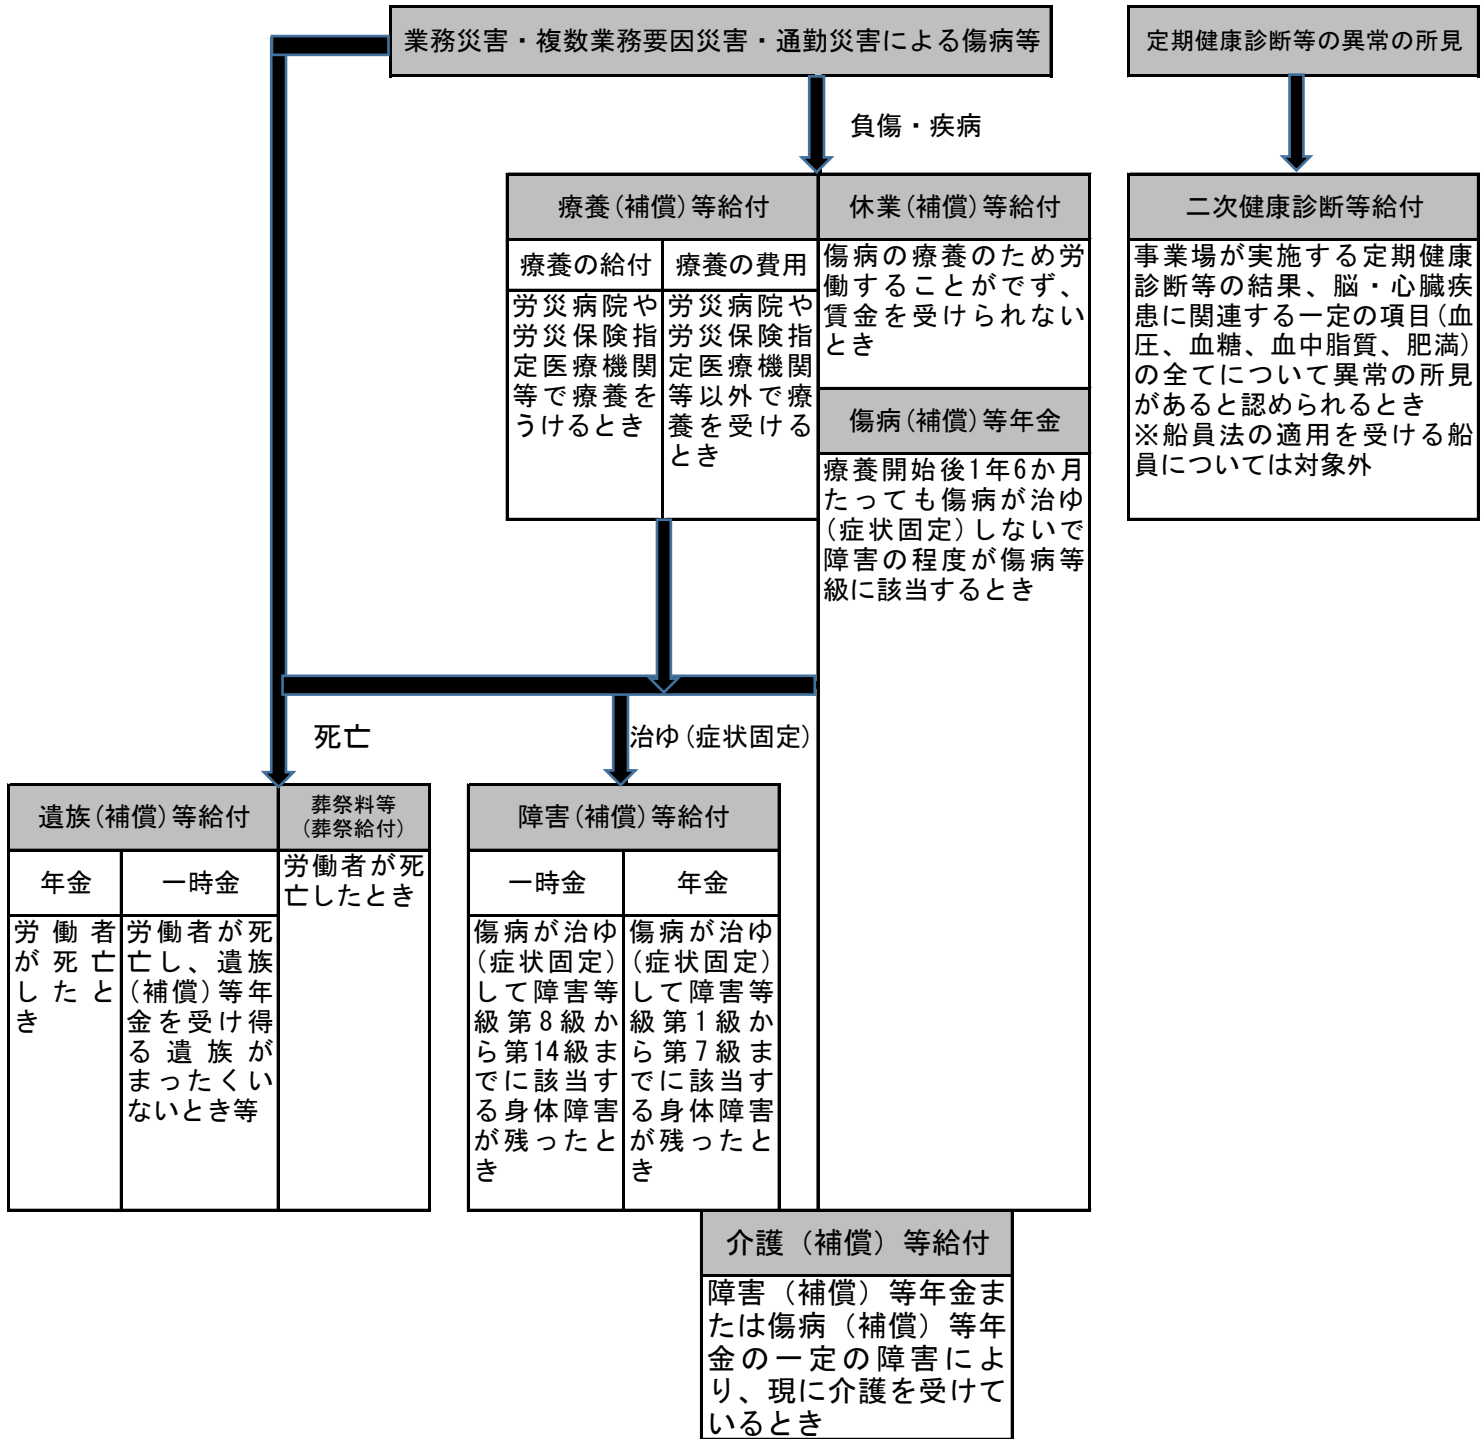 業務災害・複数業務要因災害・通勤災害による傷病等
定期健康診断等の異常の所見
負傷・疾病
療養(補償)等給付
療養の給付
労災病院や
労災保険指
定医療機関
等で療養を
うけるとき
療養の費用
労災病院や
労災保険指
定医療機関
等以外で療
養を受ける
とき
休業(補償)等給付
傷病の療養のため労
働することがでず、
賃金を受けられない
とき
傷病(補償)等年金
療養開始後1年6か月
たっても傷病が治ゆ
(症状固定)しないで
障害の程度が傷病等
級に該当するとき
二次健康診断等給付
事業場が実施する定期健康
診断等の結果、脳・心臓疾
患に関連する一定の項目(血
圧、血糖、血中脂質、肥満)
の全てについて異常の所見
があると認められるとき
※船員法の適用を受ける船
員については対象外
死亡
治ゆ(症状固定)
遺族(補償)等給付
年金
労働者
が死亡
したと
き
一時金
労働者が死
亡し、遺族
(補償)等年
金を受け得
る遺族が
まったくい
ないとき等
葬祭料等
(葬祭給付)
労働者が死
亡したとき
障害(補償)等給付
一時金
傷病が治ゆ
(症状固定)
して障害等
級第8級か
ら第14級ま
でに該当す
る身体障害
が残ったと
き
年金
傷病が治ゆ
(症状固定)
して障害等
級第1級か
ら第7級ま
でに該当す
る身体障害
が残ったと
き
介護（補償）等給付
障害（補償）等年金ま
たは傷病（補償）等年
金の一定の障害によ
り、現に介護を受けて
いるとき